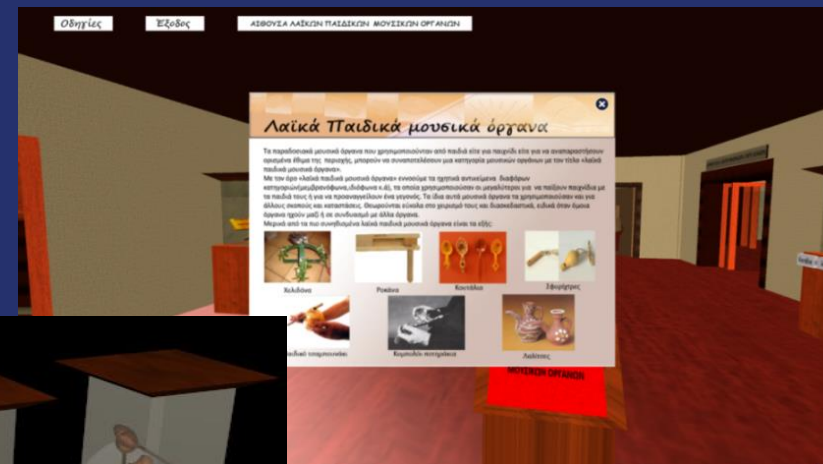 Οδηγίες
Έξοδος
ΑΙΘΟΥΣΑ ΛΑΪΚΩΝ ΠΑΙΔΙΚΩΝ ΜΟΥΣΙΚΩΝ ΟΡΓΑΝΩΝ
Λαϊκά Παιδικά μουσικά όργανα
Τα παραδοσιακά μουσικά όργανα που χρησιμοποιούνταν από παιδιά είτε για παιχνίδι είτε για να αναπαραστήσουν
ορισμένα έθιμα της περιοχής, μπορούν να συναποτελέσουν μια κατηγορία μουσικών οργάνων με τον τίτλο «λαϊκά
παιδικά μουσικά όργανα».
Με τον όρο «λαϊκά παιδικά μουσικά όργανα» εννοούμε τα ηχητικά αντικείμενα διαφόρων
κατηγοριών(μεμβρανόφωνα,ιδιόφωνα κ.ά), τα οποία χρησιμοποιούσαν οι μεγαλύτεροι για να παίξουν παιχνίδια με
τα παιδιά τους ή για να προαναγγείλουν ένα γεγονός. Τα ίδια αυτά μουσικά όργανα τα χρησιμοποιούσαν και για
άλλους σκοπούς και καταστάσεις. Θεωρούνται εύκολα στο χειρισμό τους και διασκεδαστικά, ειδικά όταν όμοια
όργανα ηχούν μαζί ή σε συνδυασμό με άλλα όργανα.
Μερικά από τα πιο συνηθισμένα λαϊκά παιδικά μουσικά όργανα είναι τα εξής:
Χελιδόνα
Ροκάνα
Κουτάλια
Σφυρίχτρες
τσαμπουνάκι
Κομπολόι-ποτηράκια
Λαλίτσες
ΜΟΥΣΙΚΩΝ ΟΡΓΑΝΩΝ